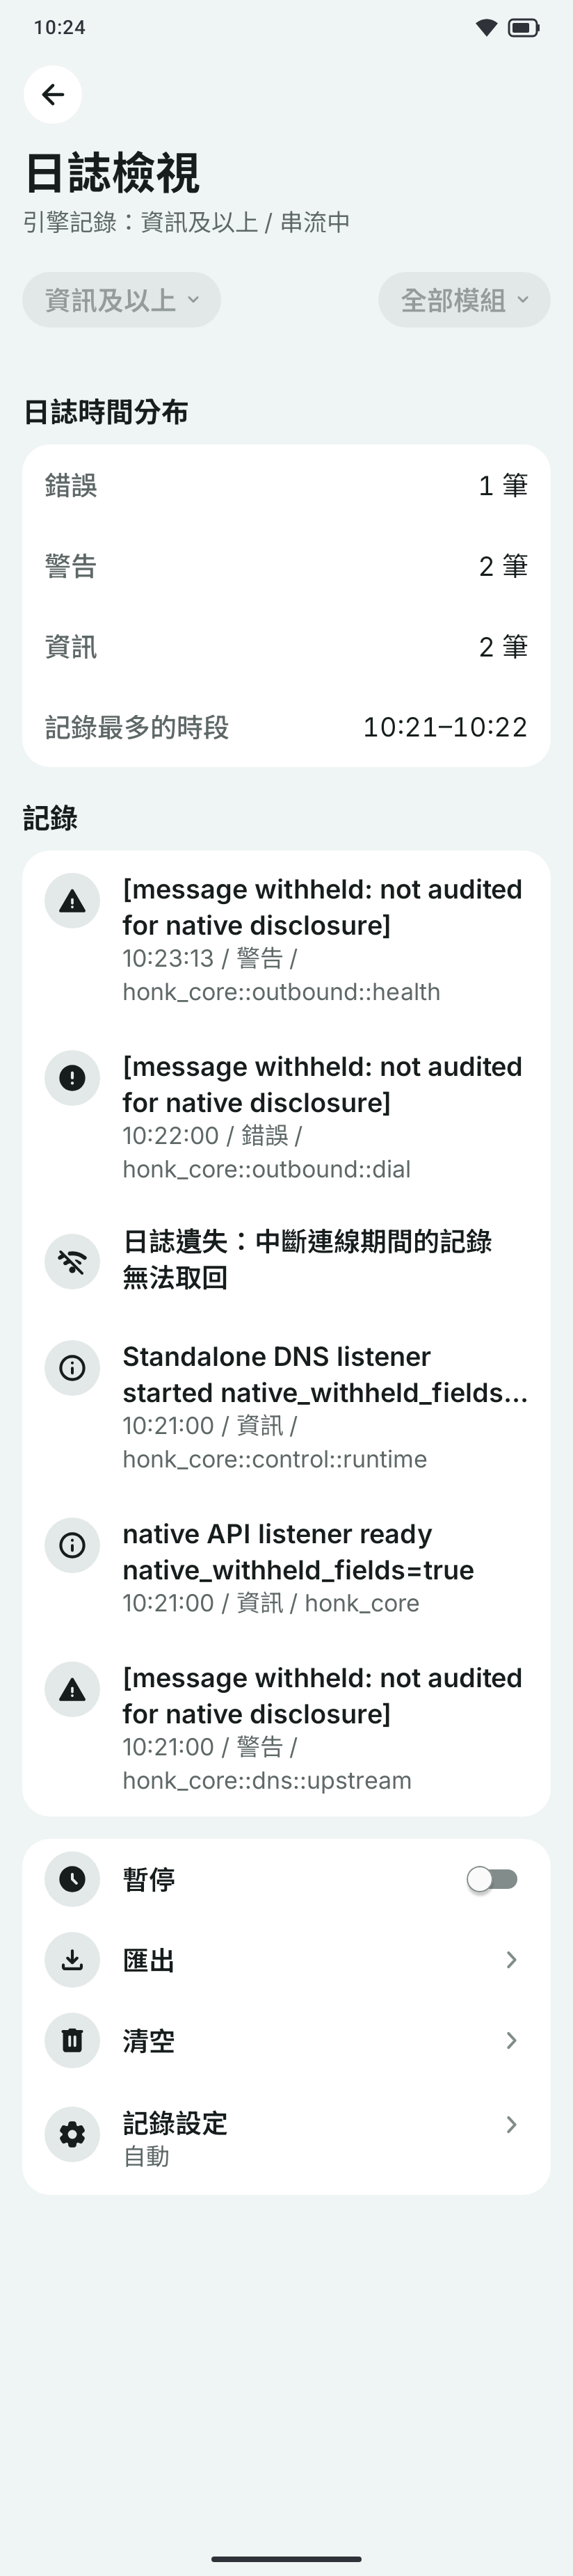 10:24
日誌檢視
引擎記錄：資訊及以上 / 串流中
資訊及以上
全部模組
日誌時間分布
錯誤 1 筆
警告 2 筆
資訊 2 筆
記錄最多的時段 10:21–10:22
記錄
[message withheld: not audited
for native disclosure]
10:23:13 / 警告 /
honk_core::outbound::health
[message withheld: not audited
for native disclosure]
10:22:00 / 錯誤 /
honk_core::outbound::dial
日誌遺失：中斷連線期間的記錄
無法取回
Standalone DNS listener
started native_withheld_fields…
10:21:00 / 資訊 /
honk_core::control::runtime
native API listener ready
native_withheld_fields=true
10:21:00 / 資訊 / honk_core
[message withheld: not audited
for native disclosure]
10:21:00 / 警告 /
honk_core::dns::upstream
暫停
匯出
清空
記錄設定
自動